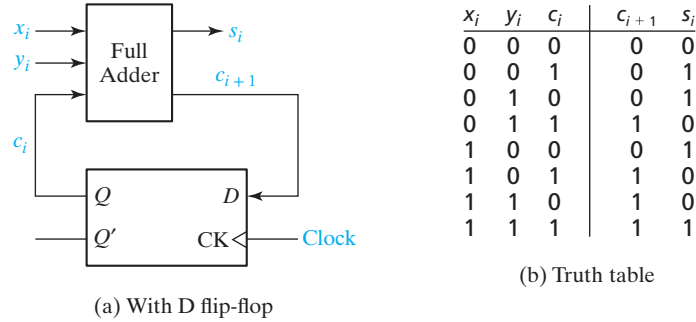 x_i
y_i
Full
Adder
s_i
c_{i+1}
c_i
Q
D
Q′
CK
Clock
(a) With D flip-flop
x_i y_i c_i c_{i+1} s_i
0 0 0 0 0
0 0 1 0 1
0 1 0 0 1
0 1 1 1 0
1 0 0 0 1
1 0 1 1 0
1 1 0 1 0
1 1 1 1 1
(b) Truth table